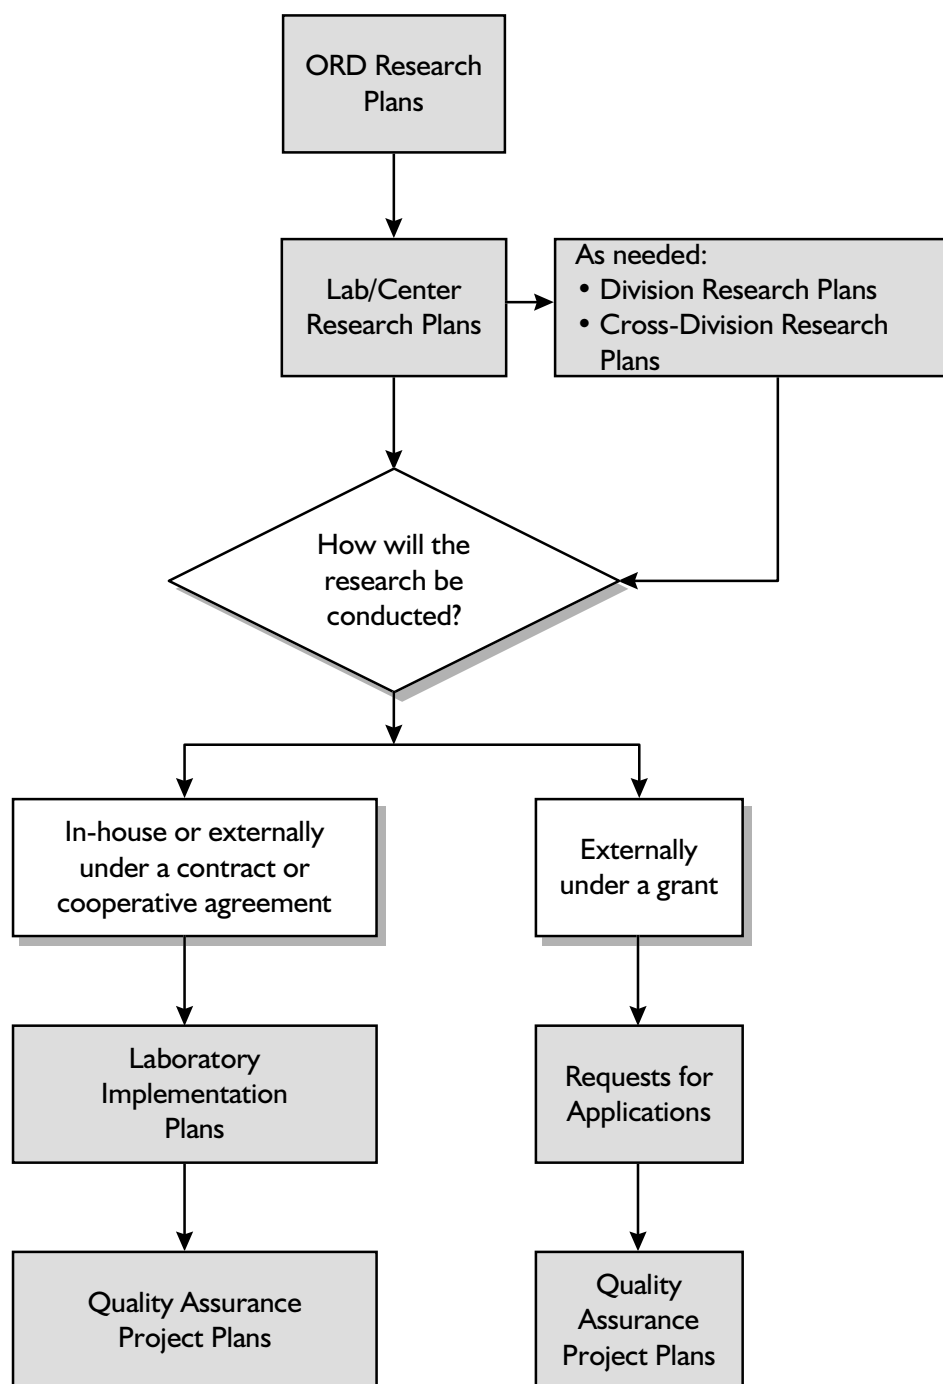 ORD Research
Plans
Lab/Center
Research Plans
As needed:
• Division Research Plans
• Cross-Division Research
Plans
How will the
research be
conducted?
In-house or externally
under a contract or
cooperative agreement
Externally
under a grant
Laboratory
Implementation
Plans
Requests for
Applications
Quality Assurance
Project Plans
Quality
Assurance
Project Plans